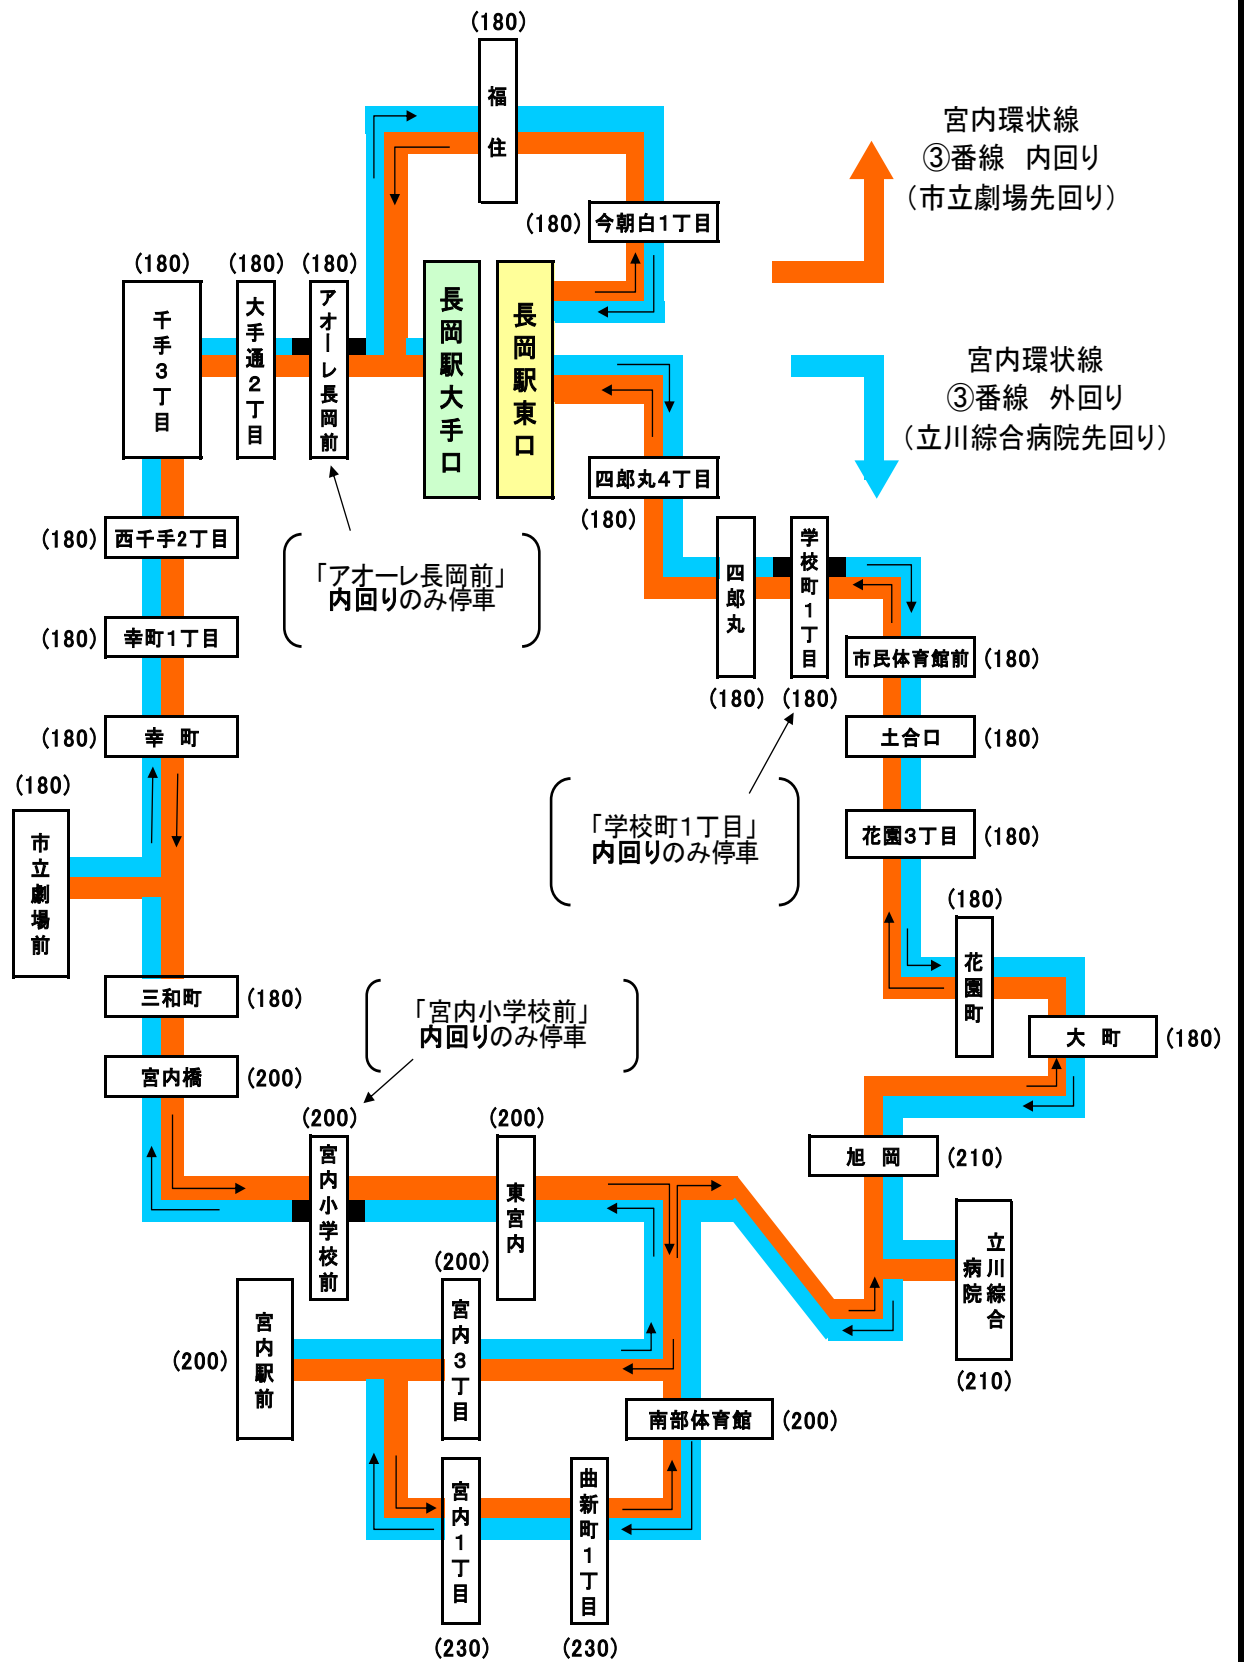 (180)
福住
宮内環状線
③番線 内回り
(市立劇場先回り)
(180)
今朝白1丁目
(180)
(180)
(180)
千手3丁目
大手通2丁目
アオーレ長岡前
長岡駅大手口
長岡駅東口
宮内環状線
③番線 外回り
(立川綜合病院先回り)
四郎丸4丁目
(180)
(180)
西千手2丁目
「アオーレ長岡前」
内回りのみ停車
四郎丸
学校町1丁目
(180)
幸町1丁目
市民体育館前
(180)
(180)
(180)
(180)
幸町
土合口
(180)
(180)
市立劇場前
「学校町1丁目」
内回りのみ停車
花園3丁目
(180)
(180)
花園町
三和町
(180)
「宮内小学校前」
内回りのみ停車
大町
(180)
宮内橋
(200)
(200)
(200)
宮内小学校前
東宮内
旭岡
(210)
立川綜合
病院
(210)
(200)
宮内3丁目
宮内駅前
(200)
南部体育館
(200)
宮内1丁目
曲新町1丁目
(230)
(230)